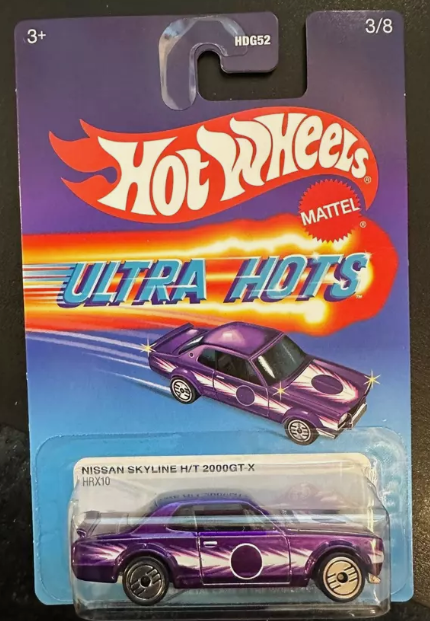 3+
HDG52
3/8
Hot Wheels®
MATTEL
®
ULTRA HOTS
NISSAN SKYLINE H/T 2000GT-X
HRX10